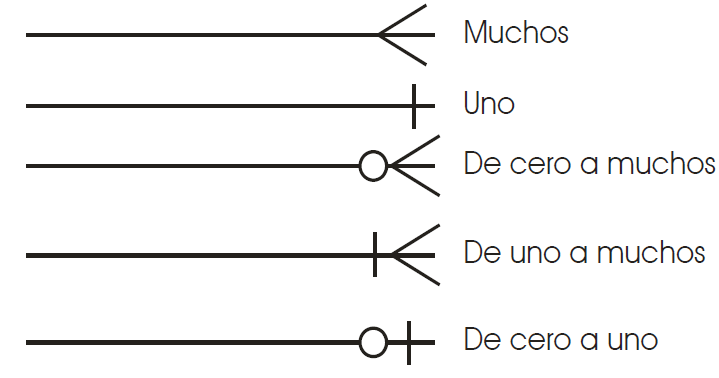 Muchos
Uno
De cero a muchos
De uno a muchos
De cero a uno